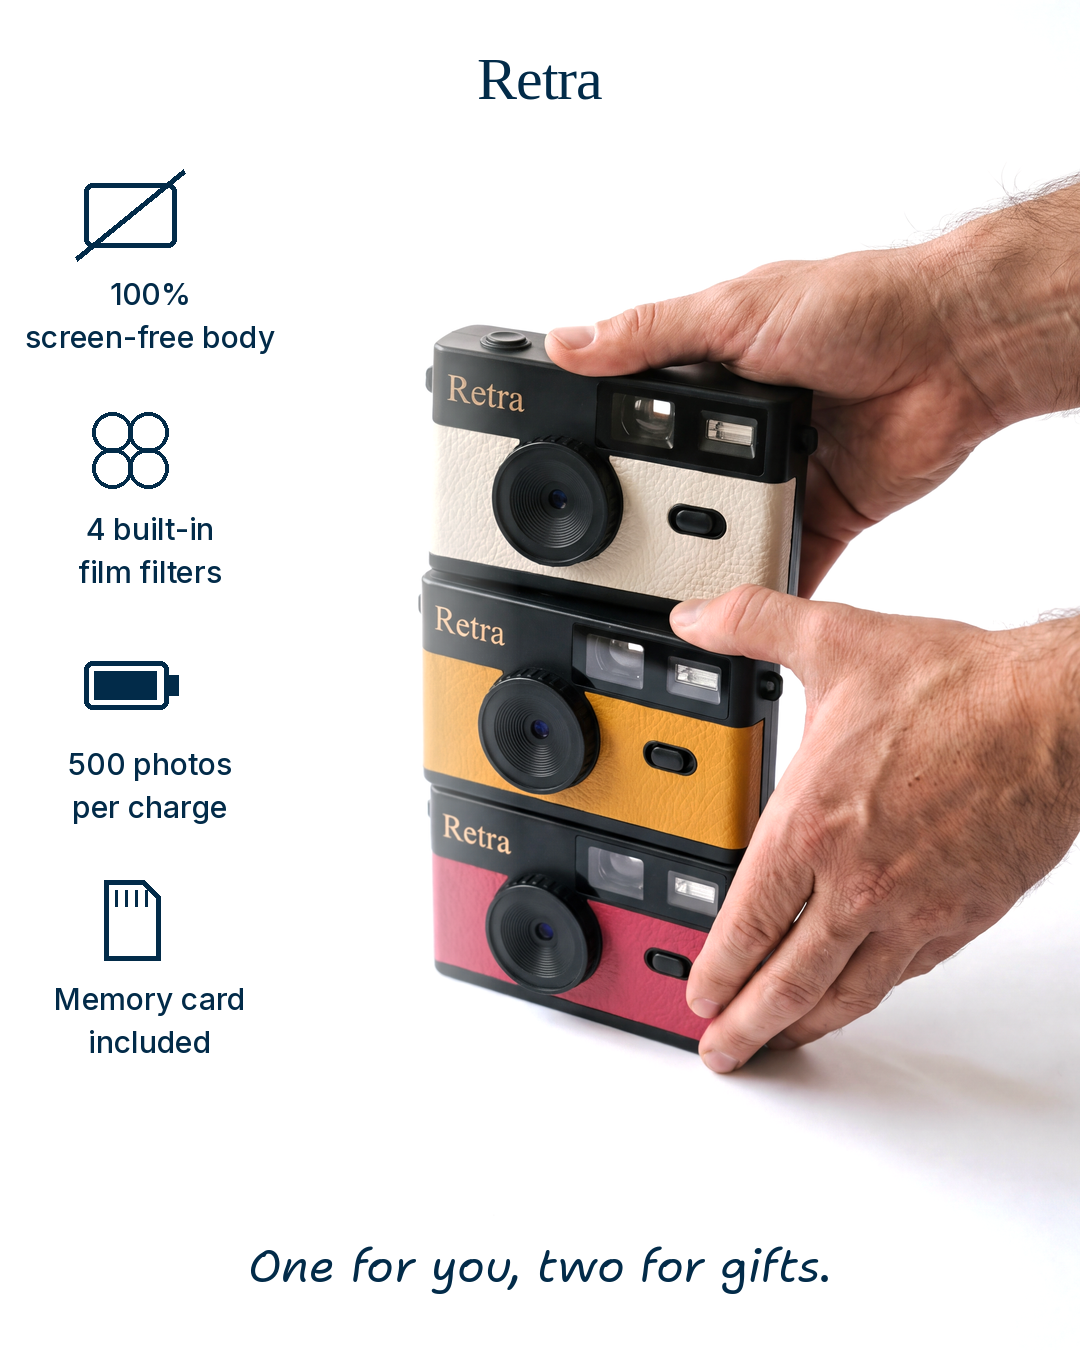 Retra
100%
screen-free body
4 built-in
film filters
500 photos
per charge
Memory card
included
Retra
Retra
Retra
One for you, two for gifts.